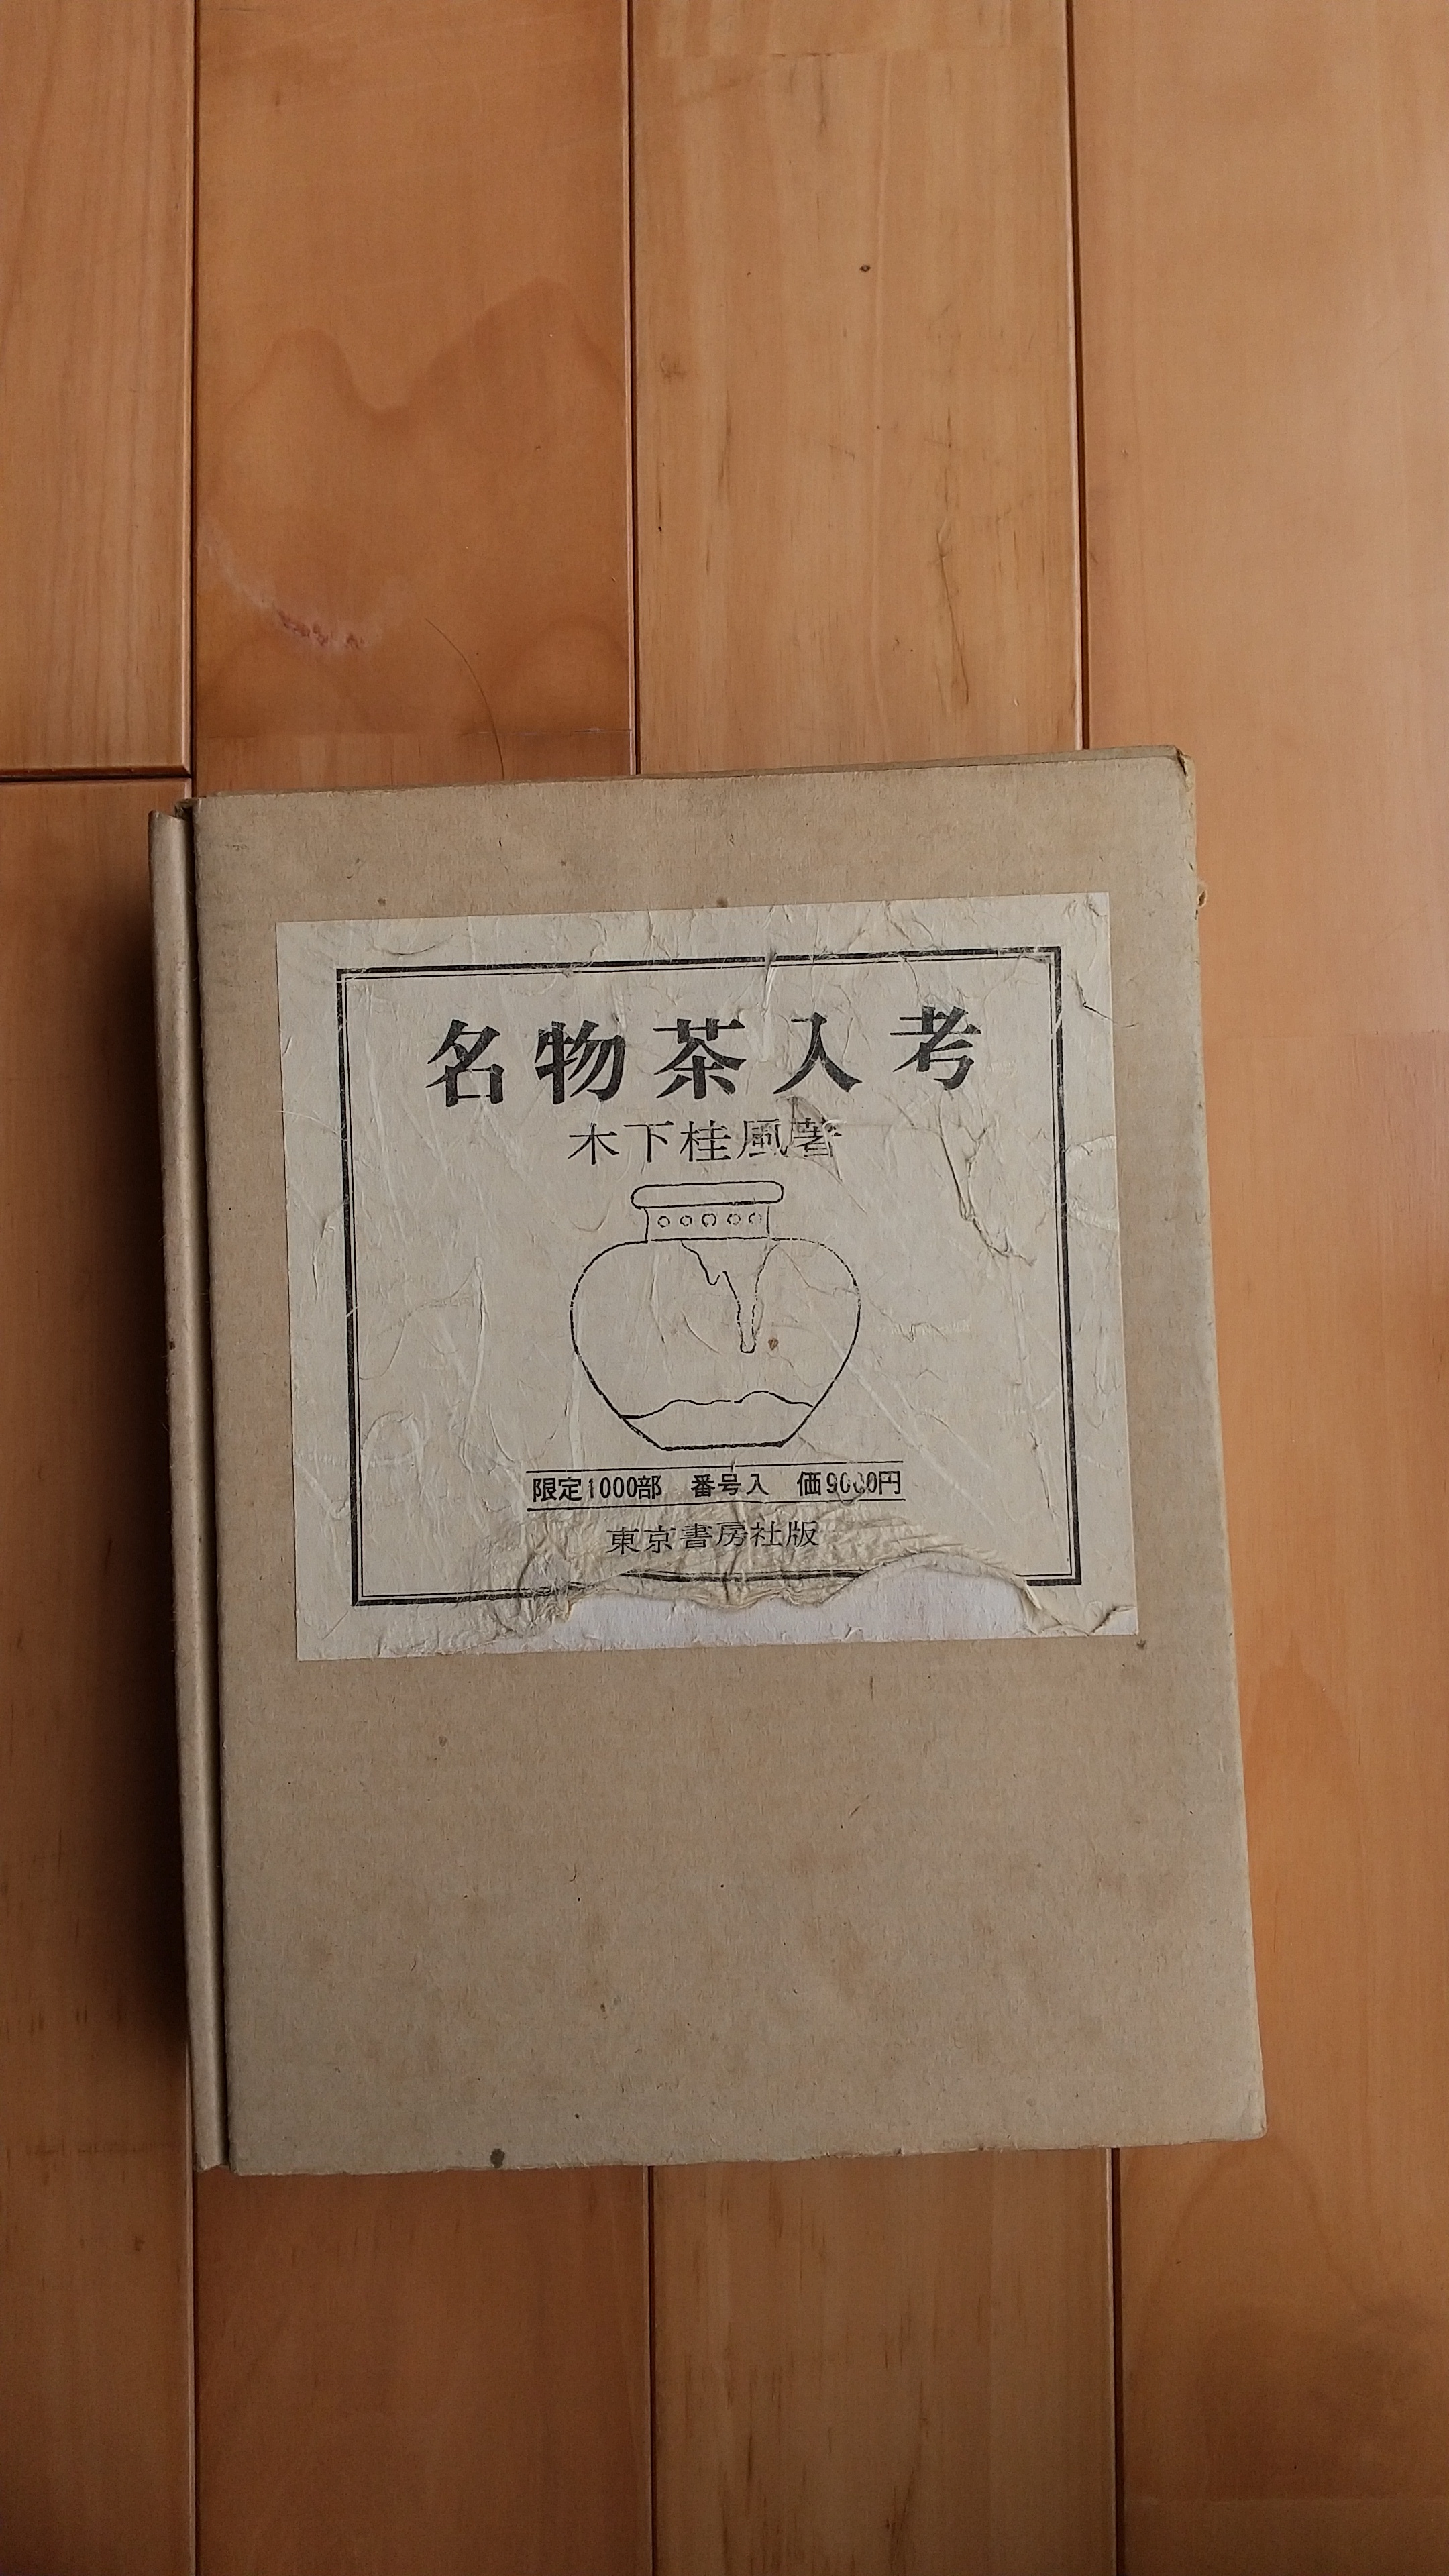 名物茶入考
木下桂風著
限定1000部 番号入 価9000円
東京書房社版